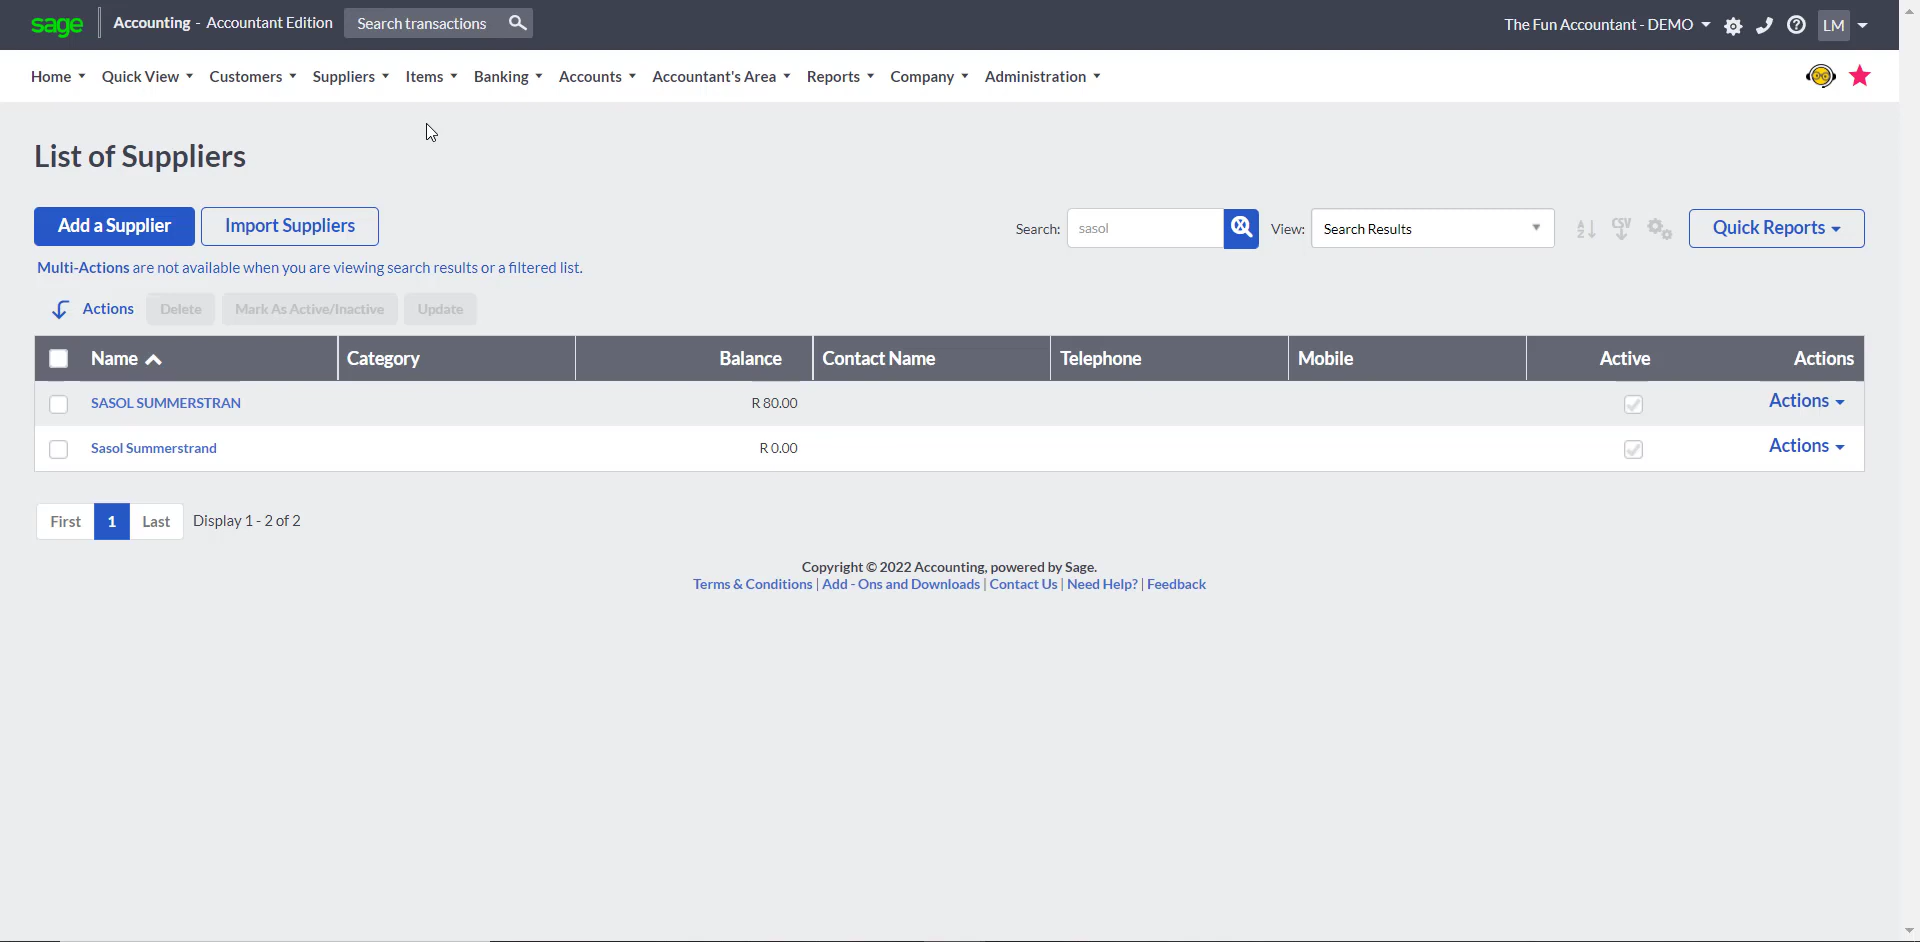 sage Accounting - Accountant Edition Search transactions The Fun Accountant - DEMO LM
Home Quick View Customers Suppliers Items Banking Accounts Accountant's Area Reports Company Administration
List of Suppliers
Add a Supplier Import Suppliers Search: sasol View: Search Results AZ CSV Quick Reports
Multi-Actions are not available when you are viewing search results or a filtered list.
Actions Delete Mark As Active/Inactive Update
Name Category Balance Contact Name Telephone Mobile Active Actions
SASOL SUMMERSTRAN R 80.00 Actions
Sasol Summerstrand R 0.00 Actions
First 1 Last Display 1 - 2 of 2
Copyright © 2022 Accounting, powered by Sage.
Terms & Conditions | Add - Ons and Downloads | Contact Us | Need Help? | Feedback